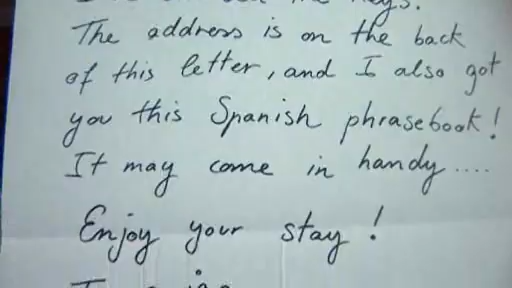 keys.
The address is on the back
of this letter, and I also got
you this Spanish phrasebook!
It may come in handy....
Enjoy your stay!